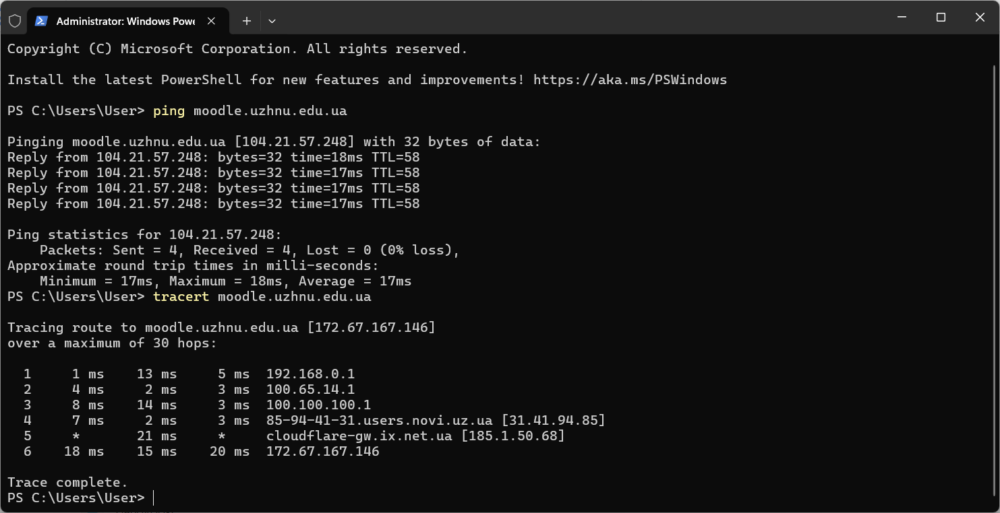 Administrator: Windows Powe
Copyright (C) Microsoft Corporation. All rights reserved.
Install the latest PowerShell for new features and improvements! https://aka.ms/PSWindows
PS C:\Users\User> ping moodle.uzhnu.edu.ua
Pinging moodle.uzhnu.edu.ua [104.21.57.248] with 32 bytes of data:
Reply from 104.21.57.248: bytes=32 time=18ms TTL=58
Reply from 104.21.57.248: bytes=32 time=17ms TTL=58
Reply from 104.21.57.248: bytes=32 time=17ms TTL=58
Reply from 104.21.57.248: bytes=32 time=17ms TTL=58
Ping statistics for 104.21.57.248:
    Packets: Sent = 4, Received = 4, Lost = 0 (0% loss),
Approximate round trip times in milli-seconds:
    Minimum = 17ms, Maximum = 18ms, Average = 17ms
PS C:\Users\User> tracert moodle.uzhnu.edu.ua
Tracing route to moodle.uzhnu.edu.ua [172.67.167.146]
over a maximum of 30 hops:
  1     1 ms    13 ms     5 ms  192.168.0.1
  2     4 ms     2 ms     3 ms  100.65.14.1
  3     8 ms    14 ms     3 ms  100.100.100.1
  4     7 ms     2 ms     3 ms  85-94-41-31.users.novi.uz.ua [31.41.94.85]
  5     *       21 ms     *     cloudflare-gw.ix.net.ua [185.1.50.68]
  6    18 ms    15 ms    20 ms  172.67.167.146
Trace complete.
PS C:\Users\User>